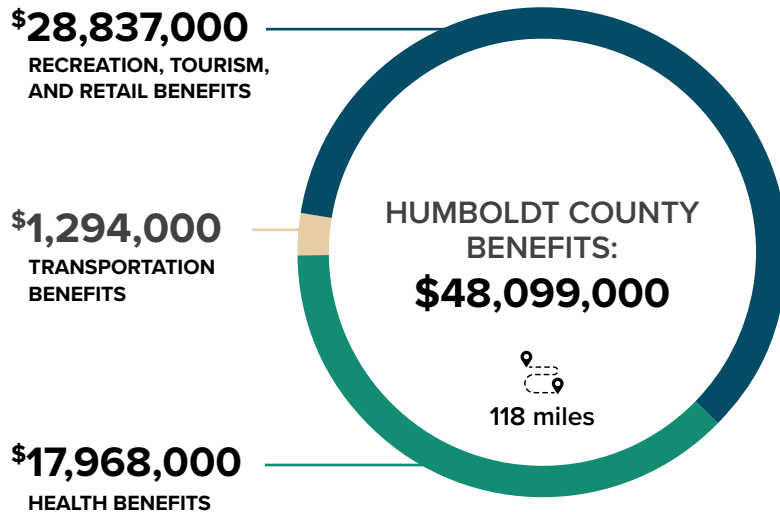 $28,837,000
RECREATION, TOURISM,
AND RETAIL BENEFITS
$1,294,000
TRANSPORTATION
BENEFITS
$17,968,000
HEALTH BENEFITS
HUMBOLDT COUNTY
BENEFITS:
$48,099,000
118 miles